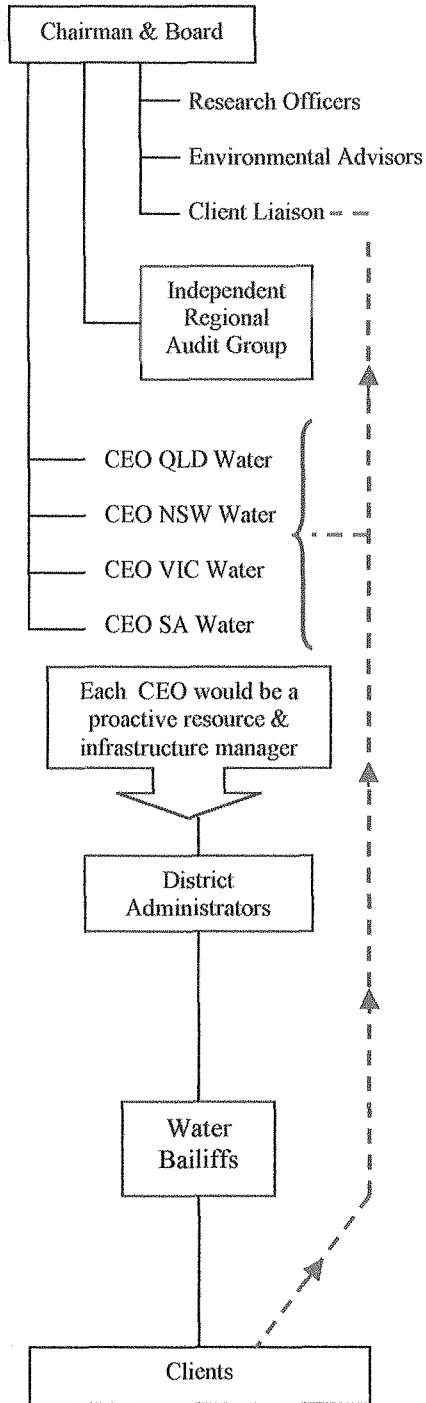 Chairman & Board
Research Officers
Environmental Advisors
Client Liaison
Independent
Regional
Audit Group
CEO QLD Water
CEO NSW Water
CEO VIC Water
CEO SA Water
Each CEO would be a
proactive resource &
infrastructure manager
District
Administrators
Water
Bailiffs
Clients